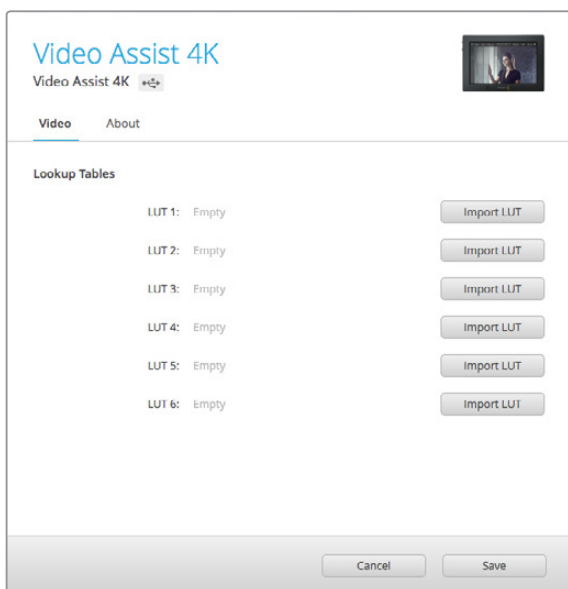 Video Assist 4K
Video Assist 4K
Video About
Lookup Tables
LUT 1: Empty Import LUT
LUT 2: Empty Import LUT
LUT 3: Empty Import LUT
LUT 4: Empty Import LUT
LUT 5: Empty Import LUT
LUT 6: Empty Import LUT
Cancel Save